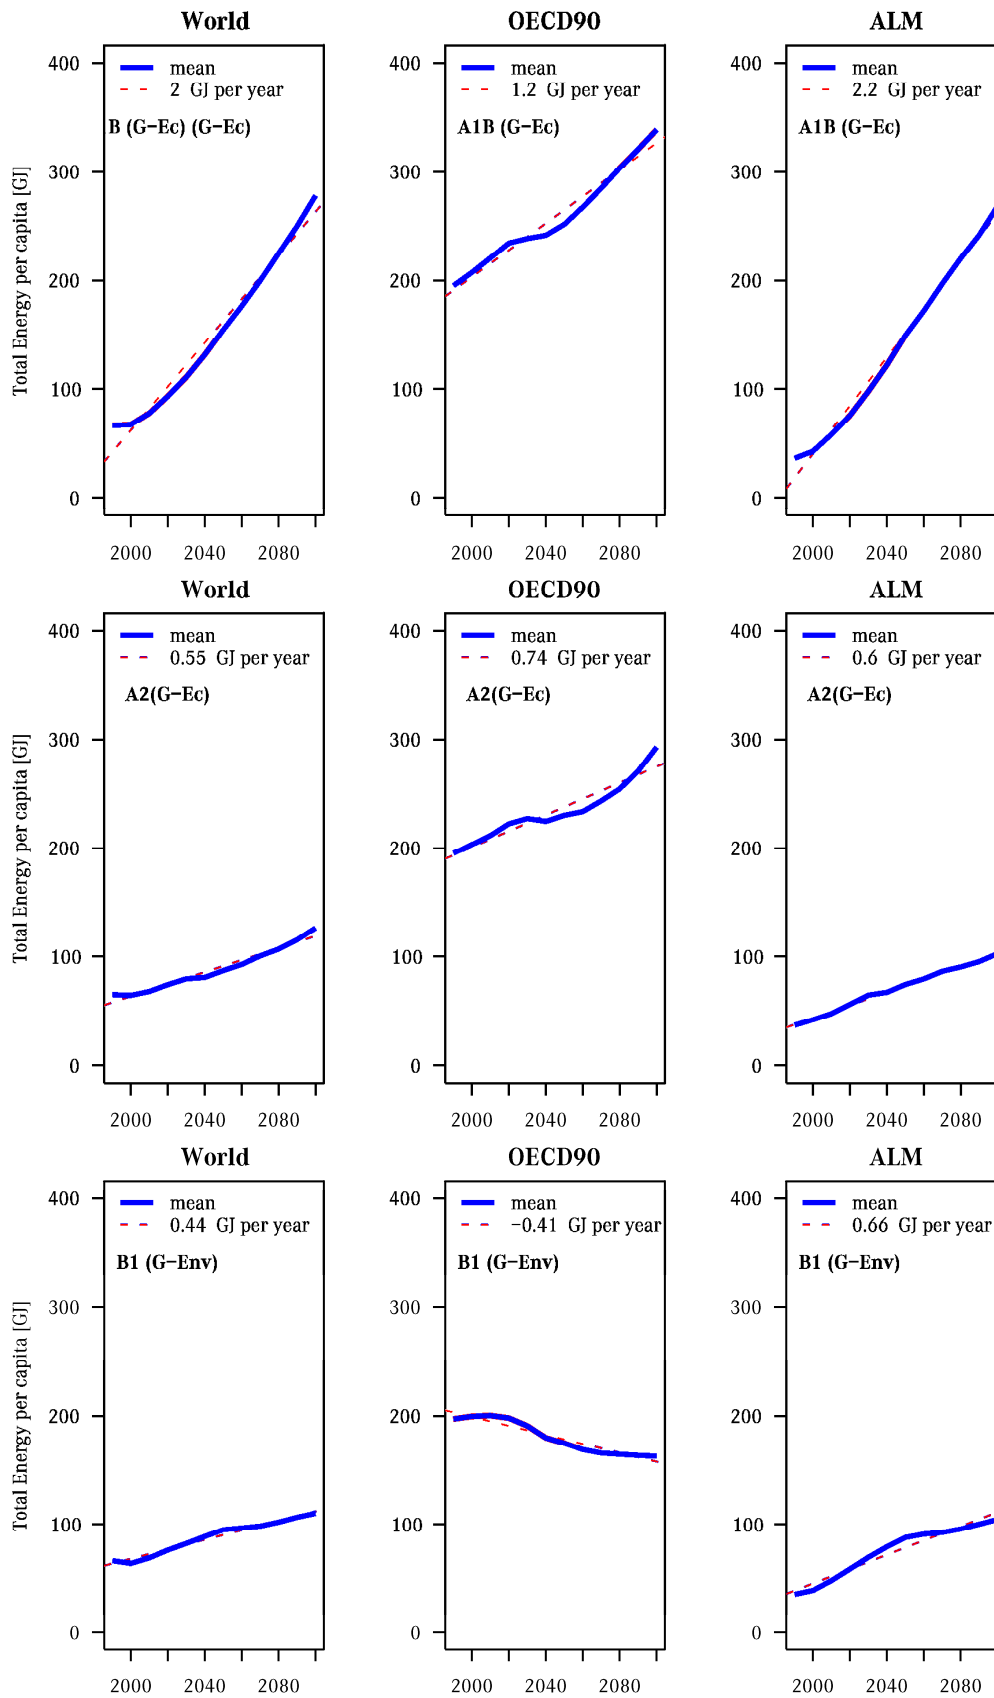 World OECD90 ALM
400 400 400
mean mean mean
2 GJ per year 1.2 GJ per year 2.2 GJ per year
B (G−Ec) (G−Ec) A1B (G−Ec) A1B (G−Ec)
300 300 300
Total Energy per capita [GJ]
200 200 200
100 100 100
0 0 0
2000 2040 2080 2000 2040 2080 2000 2040 2080
World OECD90 ALM
400 400 400
mean mean mean
0.55 GJ per year 0.74 GJ per year 0.6 GJ per year
A2(G−Ec) A2(G−Ec) A2(G−Ec)
300 300 300
Total Energy per capita [GJ]
200 200 200
100 100 100
0 0 0
2000 2040 2080 2000 2040 2080 2000 2040 2080
World OECD90 ALM
400 400 400
mean mean mean
0.44 GJ per year −0.41 GJ per year 0.66 GJ per year
B1 (G−Env) B1 (G−Env) B1 (G−Env)
300 300 300
Total Energy per capita [GJ]
200 200 200
100 100 100
0 0 0
2000 2040 2080 2000 2040 2080 2000 2040 2080